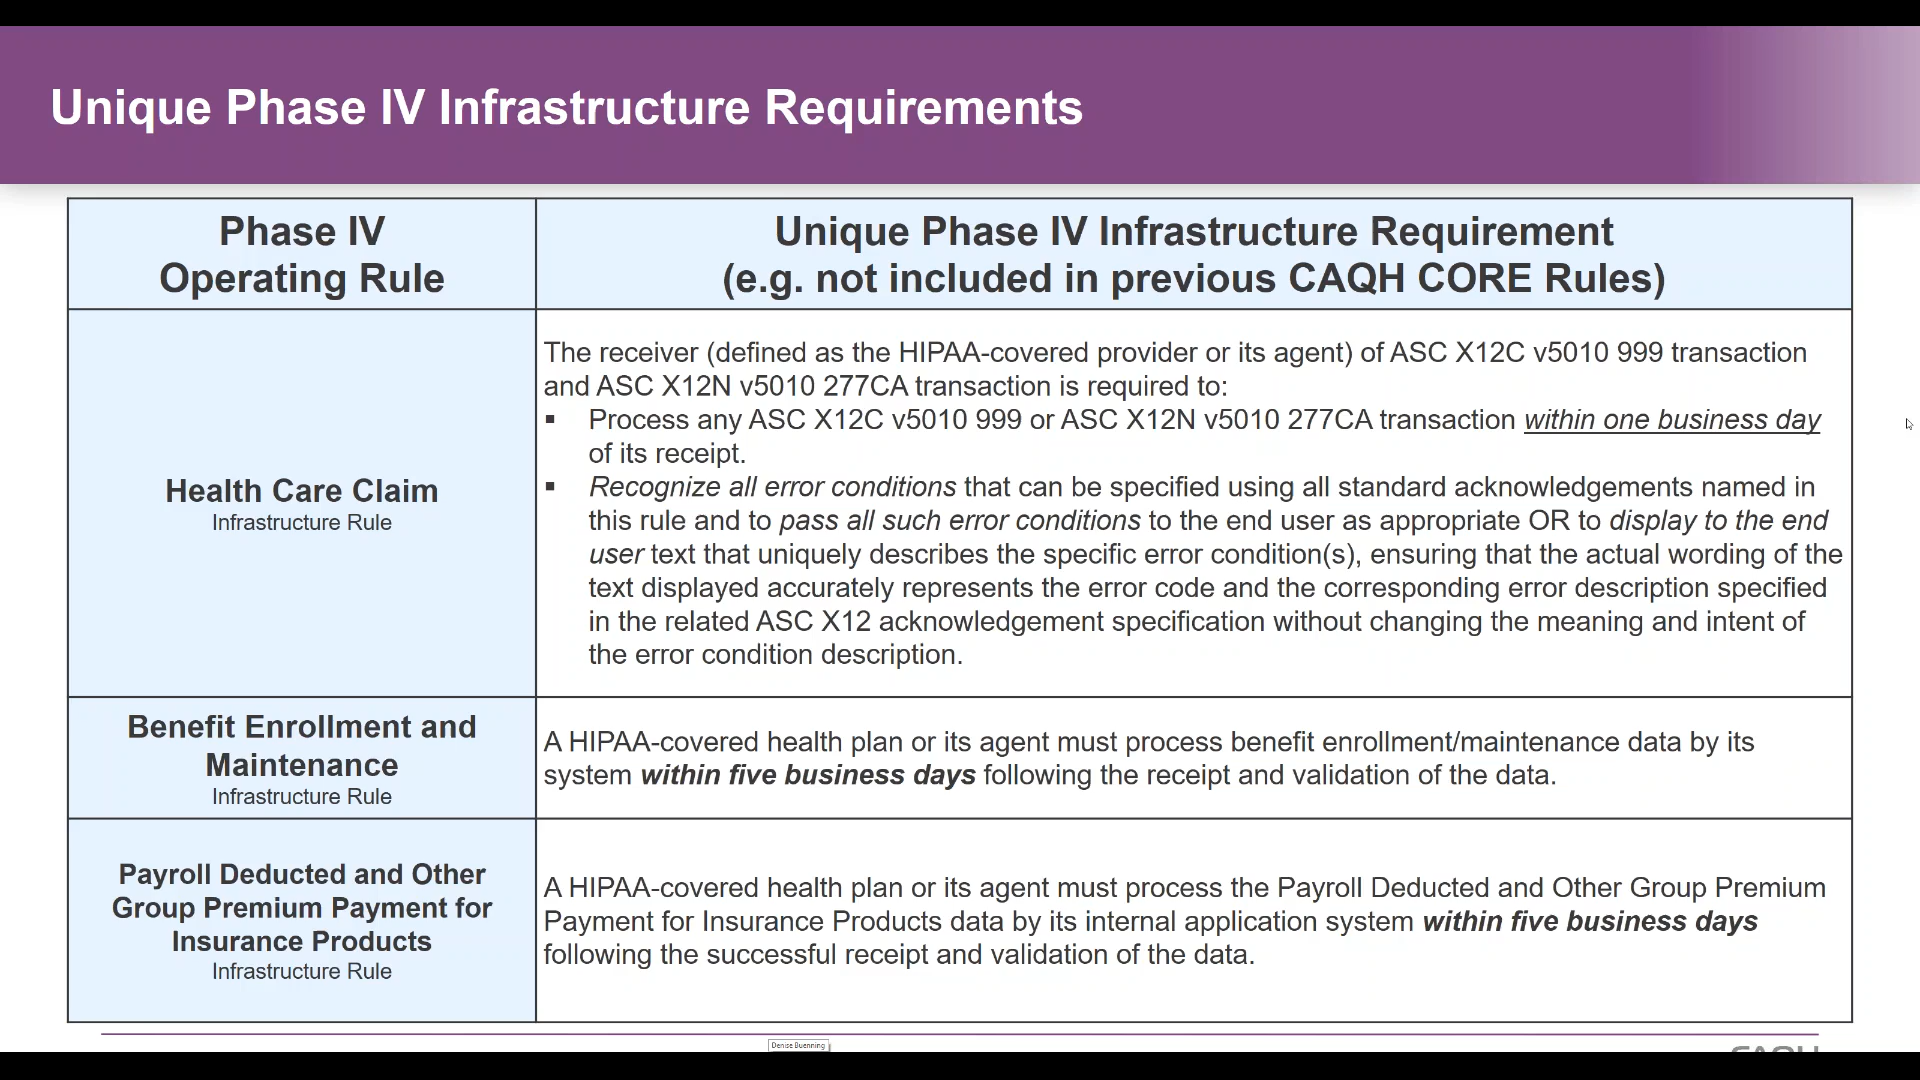 Unique Phase IV Infrastructure Requirements
Phase IV
Operating Rule
Unique Phase IV Infrastructure Requirement
(e.g. not included in previous CAQH CORE Rules)
Health Care Claim
Infrastructure Rule
The receiver (defined as the HIPAA-covered provider or its agent) of ASC X12C v5010 999 transaction
and ASC X12N v5010 277CA transaction is required to:
▪ Process any ASC X12C v5010 999 or ASC X12N v5010 277CA transaction within one business day
of its receipt.
▪ Recognize all error conditions that can be specified using all standard acknowledgements named in
this rule and to pass all such error conditions to the end user as appropriate OR to display to the end
user text that uniquely describes the specific error condition(s), ensuring that the actual wording of the
text displayed accurately represents the error code and the corresponding error description specified
in the related ASC X12 acknowledgement specification without changing the meaning and intent of
the error condition description.
Benefit Enrollment and
Maintenance
Infrastructure Rule
A HIPAA-covered health plan or its agent must process benefit enrollment/maintenance data by its
system within five business days following the receipt and validation of the data.
Payroll Deducted and Other
Group Premium Payment for
Insurance Products
Infrastructure Rule
A HIPAA-covered health plan or its agent must process the Payroll Deducted and Other Group Premium
Payment for Insurance Products data by its internal application system within five business days
following the successful receipt and validation of the data.
Denise Buenning